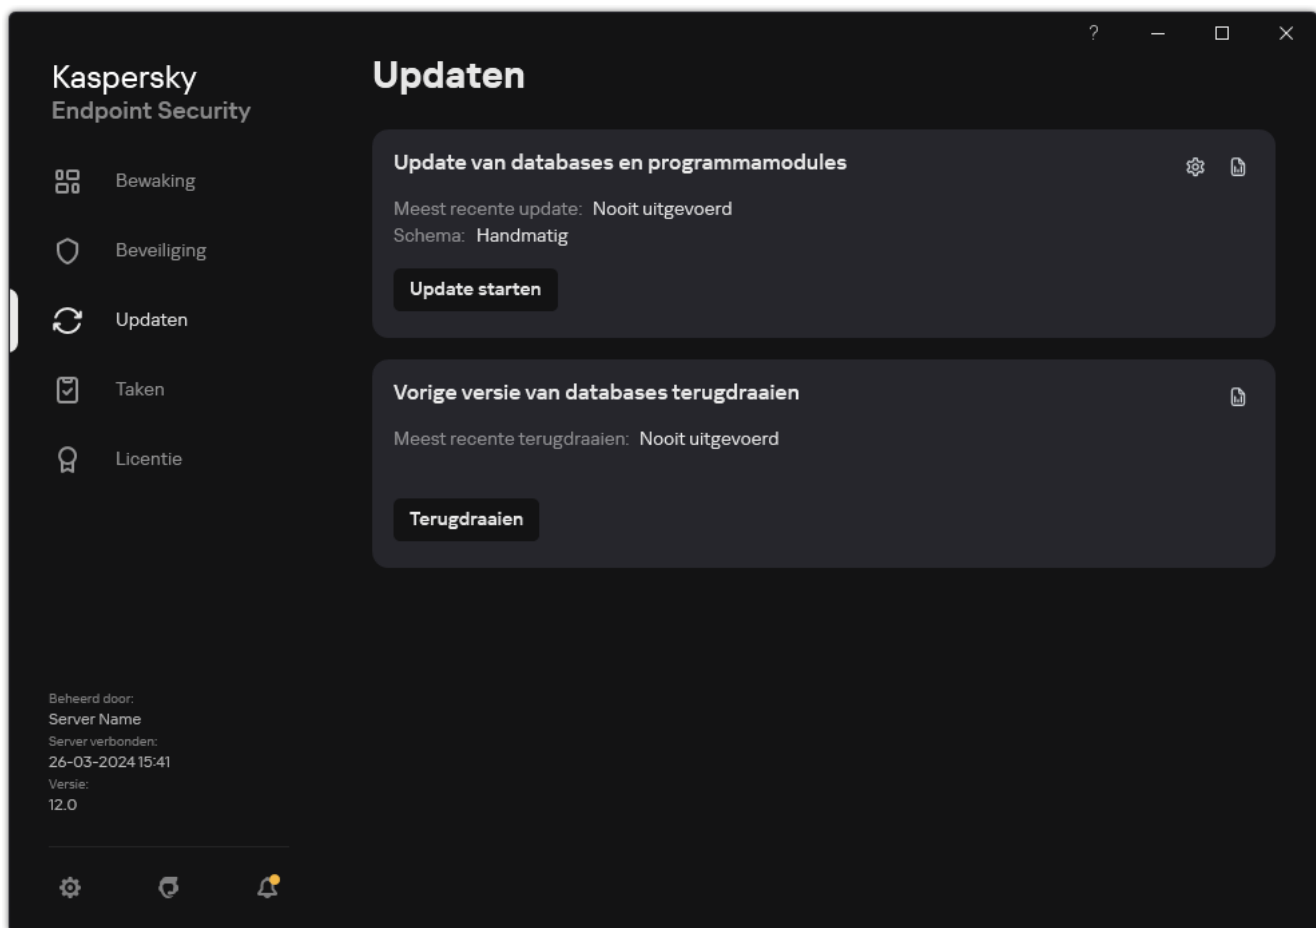 ?
Kaspersky
Endpoint Security
Bewaking
Beveiliging
Updaten
Taken
Licentie
Beheerd door:
Server Name
Server verbonden:
26-03-2024 15:41
Versie:
12.0
Updaten
Update van databases en programmamodules
Meest recente update: Nooit uitgevoerd
Schema: Handmatig
Update starten
Vorige versie van databases terugdraaien
Meest recente terugdraaien: Nooit uitgevoerd
Terugdraaien